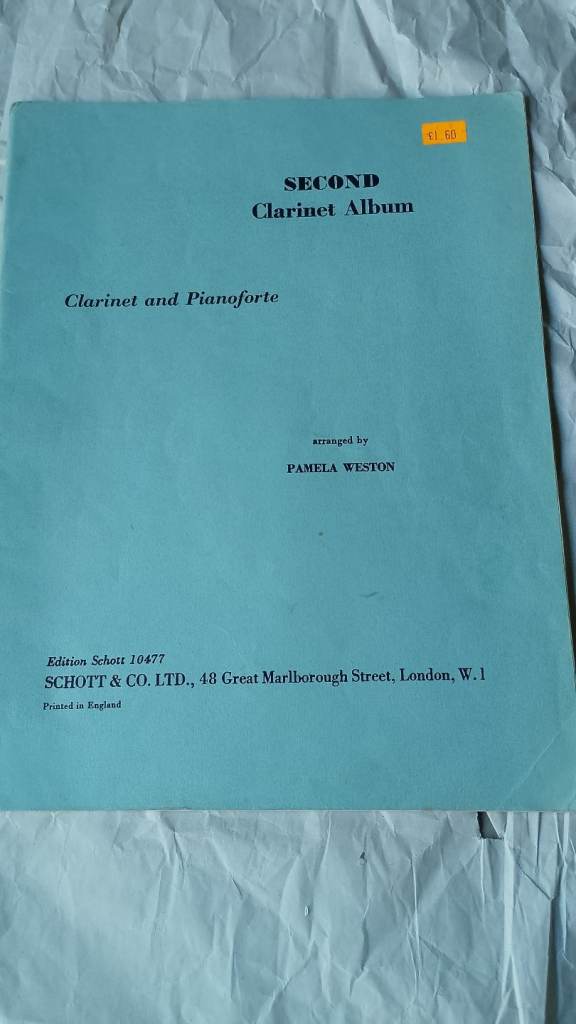 £1.60
SECOND
Clarinet Album
Clarinet and Pianoforte
arranged by
PAMELA WESTON
Edition Schott 10477
SCHOTT & CO. LTD., 48 Great Marlborough Street, London, W.1
Printed in England